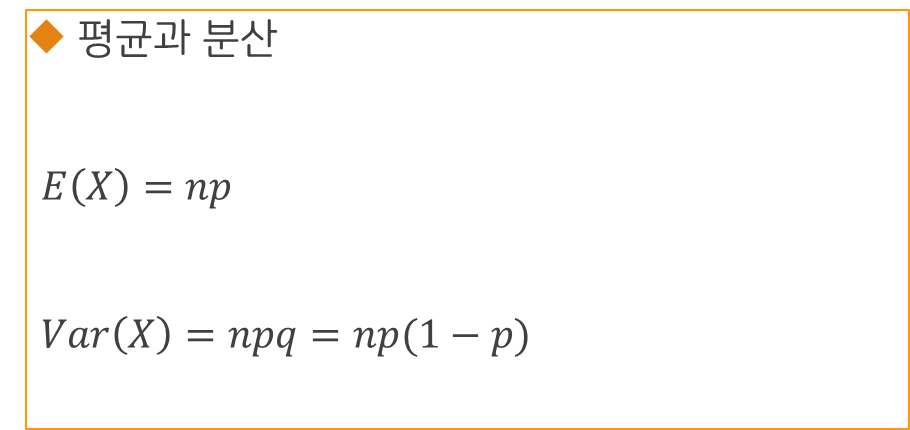 ◆ 평균과 분산
E(X) = np
Var(X) = npq = np(1 − p)